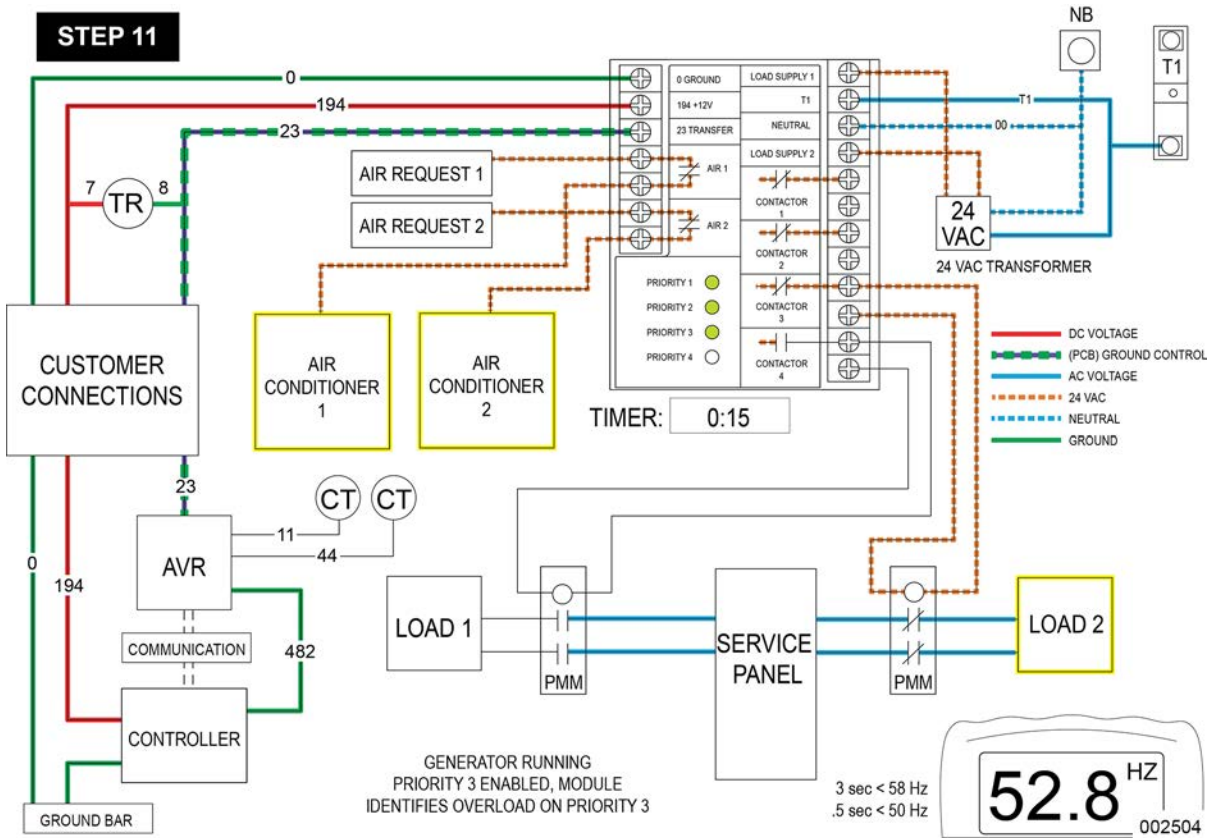 STEP 11
NB
T1
0
194
23
7
TR
8
0 GROUND
194 +12V
23 TRANSFER
AIR 1
AIR 2
LOAD SUPPLY 1
T1
NEUTRAL
LOAD SUPPLY 2
CONTACTOR
1
CONTACTOR
2
CONTACTOR
3
CONTACTOR
4
PRIORITY 1
PRIORITY 2
PRIORITY 3
PRIORITY 4
T1
00
24
VAC
24 VAC TRANSFORMER
AIR REQUEST 1
AIR REQUEST 2
AIR
CONDITIONER
1
AIR
CONDITIONER
2
TIMER: 0:15
DC VOLTAGE
(PCB) GROUND CONTROL
AC VOLTAGE
24 VAC
NEUTRAL
GROUND
CUSTOMER
CONNECTIONS
23
CT
CT
11
44
AVR
0
194
COMMUNICATION
482
CONTROLLER
GROUND BAR
LOAD 1
PMM
SERVICE
PANEL
PMM
LOAD 2
GENERATOR RUNNING
PRIORITY 3 ENABLED, MODULE
IDENTIFIES OVERLOAD ON PRIORITY 3
3 sec < 58 Hz
.5 sec < 50 Hz
52.8 HZ
002504